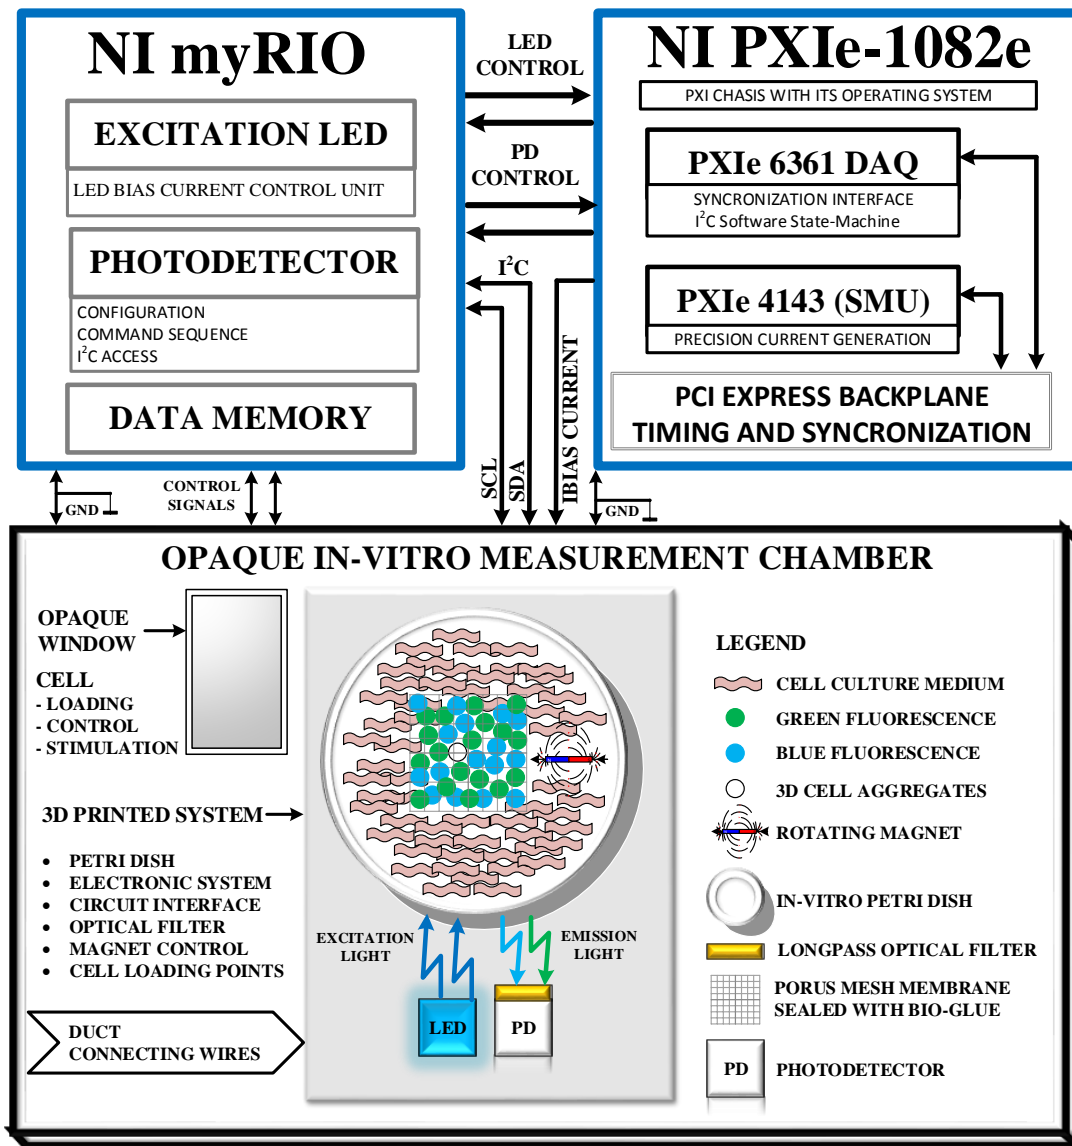 NI myRIO
EXCITATION LED
LED BIAS CURRENT CONTROL UNIT
PHOTODETECTOR
CONFIGURATION
COMMAND SEQUENCE
I²C ACCESS
DATA MEMORY
LED
CONTROL
PD
CONTROL
I²C
SCL
SDA
IBIAS CURRENT
NI PXIe-1082e
PXI CHASIS WITH ITS OPERATING SYSTEM
PXIe 6361 DAQ
SYNCRONIZATION INTERFACE
I²C Software State-Machine
PXIe 4143 (SMU)
PRECISION CURRENT GENERATION
PCI EXPRESS BACKPLANE
TIMING AND SYNCRONIZATION
GND
CONTROL
SIGNALS
GND
OPAQUE IN-VITRO MEASUREMENT CHAMBER
OPAQUE
WINDOW
CELL
- LOADING
- CONTROL
- STIMULATION
3D PRINTED SYSTEM
• PETRI DISH
• ELECTRONIC SYSTEM
• CIRCUIT INTERFACE
• OPTICAL FILTER
• MAGNET CONTROL
• CELL LOADING POINTS
DUCT
CONNECTING WIRES
EXCITATION
LIGHT
EMISSION
LIGHT
LED
PD
LEGEND
CELL CULTURE MEDIUM
GREEN FLUORESCENCE
BLUE FLUORESCENCE
3D CELL AGGREGATES
ROTATING MAGNET
IN-VITRO PETRI DISH
LONGPASS OPTICAL FILTER
PORUS MESH MEMBRANE
SEALED WITH BIO-GLUE
PD
PHOTODETECTOR